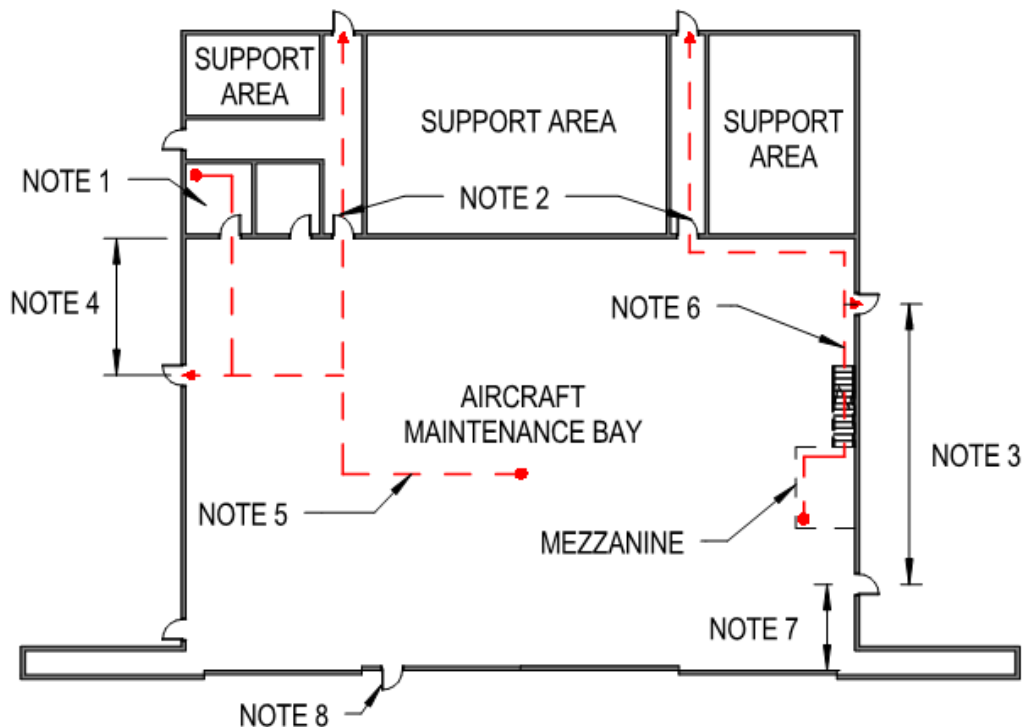 SUPPORT
AREA
SUPPORT AREA
SUPPORT
AREA
NOTE 1
NOTE 2
NOTE 4
NOTE 6
AIRCRAFT
MAINTENANCE BAY
NOTE 3
NOTE 5
MEZZANINE
NOTE 7
NOTE 8